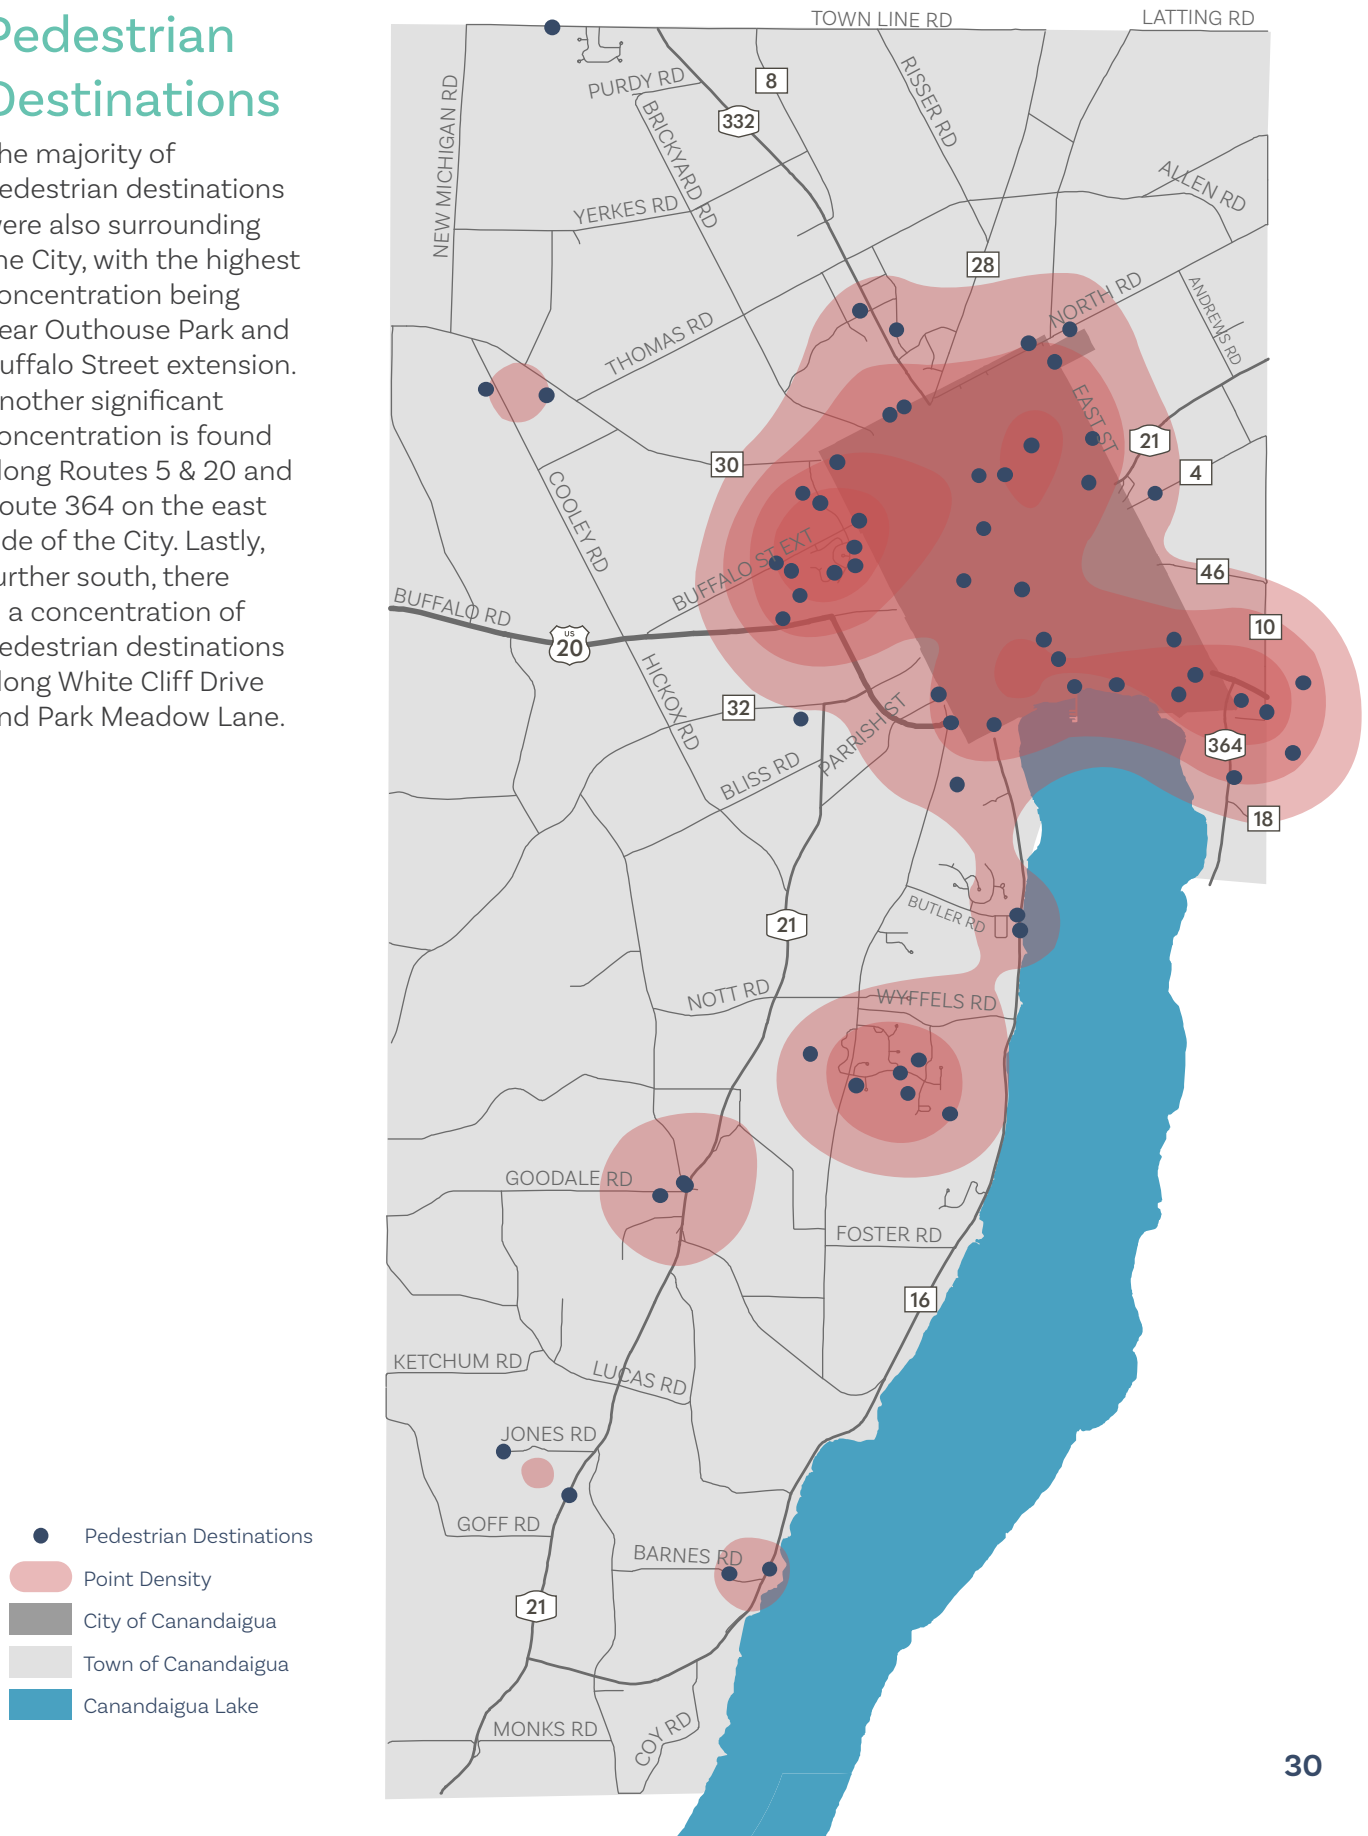 Pedestrian
Destinations
he majority of
edestrian destinations
were also surrounding
he City, with the highest
oncentration being
ear Outhouse Park and
uffalo Street extension.
nother significant
oncentration is found
long Routes 5 & 20 and
oute 364 on the east
de of the City. Lastly,
urther south, there
a concentration of
edestrian destinations
long White Cliff Drive
nd Park Meadow Lane.
TOWN LINE RD
LATTING RD
PURDY RD
8
332
RISSER RD
NEW MICHIGAN RD
BRICKYARD RD
ALLEN RD
YERKES RD
28
NORTH RD
ANDREWS RD
THOMAS RD
EAST ST
21
30
4
COOLEY RD
BUFFALO ST EXT
46
BUFFALO RD
US
20
10
HICKOX RD
32
PARRISH ST
364
BLISS RD
18
BUTLER RD
21
NOTT RD
WYFFELS RD
GOODALE RD
FOSTER RD
16
KETCHUM RD
LUCAS RD
JONES RD
GOFF RD
BARNES RD
21
MONKS RD
COY RD
Pedestrian Destinations
Point Density
City of Canandaigua
Town of Canandaigua
Canandaigua Lake
30